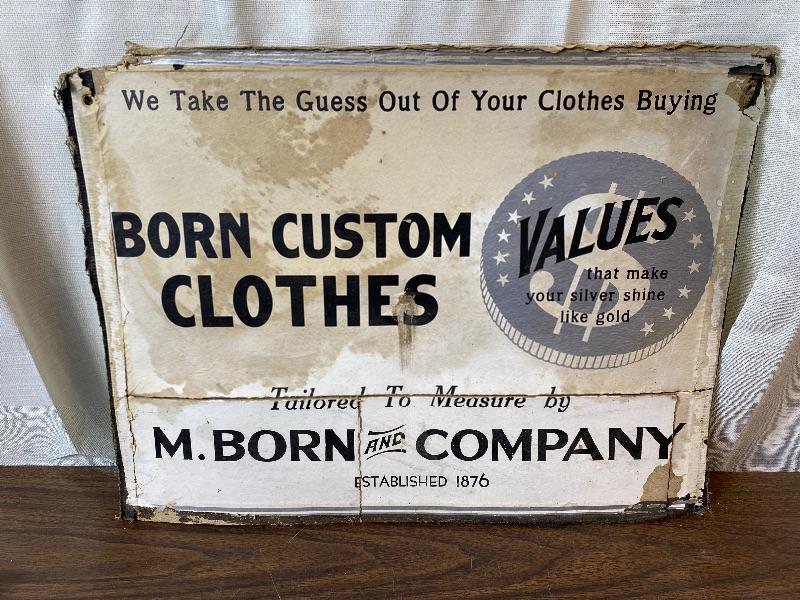 We Take The Guess Out Of Your Clothes Buying
BORN CUSTOM
CLOTHES
$
VALUES
that make
your silver shine
like gold
Tailored To Measure by
M. BORN AND COMPANY
ESTABLISHED 1876